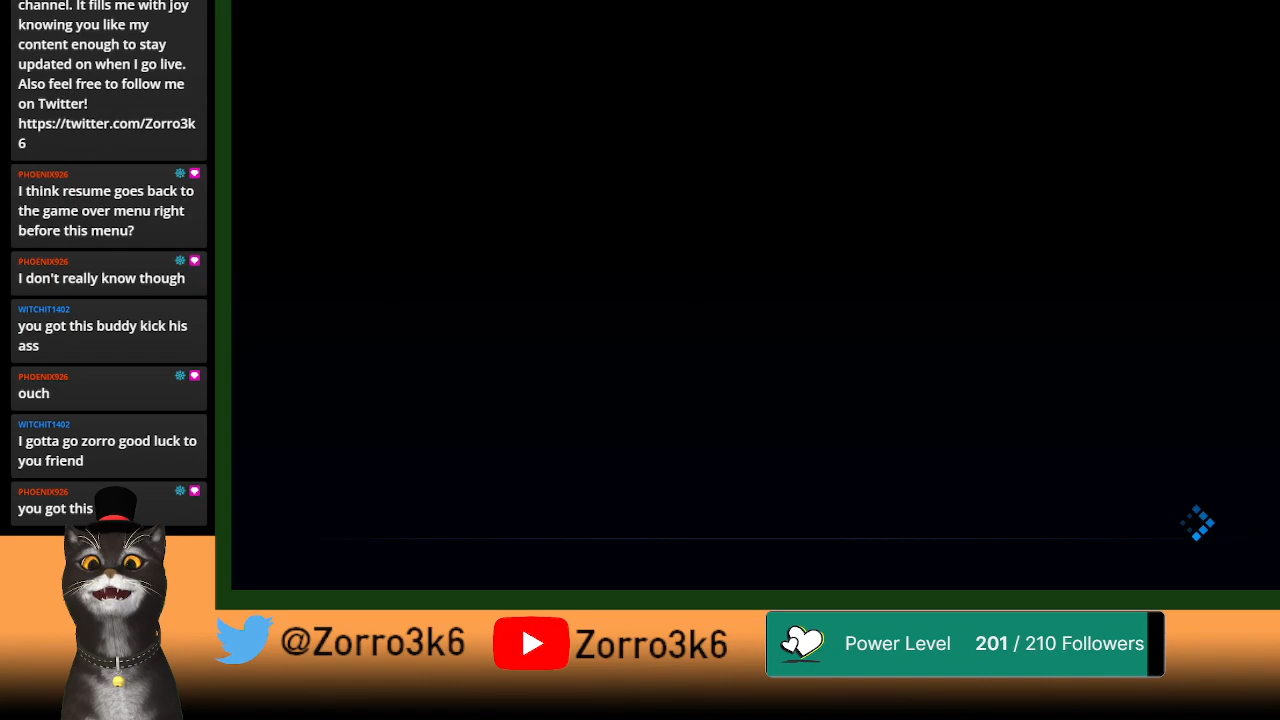 channel. It fills me with joy
knowing you like my
content enough to stay
updated on when I go live.
Also feel free to follow me
on Twitter!
https://twitter.com/Zorro3k
6
PHOENIX926
I think resume goes back to
the game over menu right
before this menu?
PHOENIX926
I don't really know though
WITCHIT1402
you got this buddy kick his
ass
PHOENIX926
ouch
WITCHIT1402
I gotta go zorro good luck to
you friend
PHOENIX926
you got this
@Zorro3k6
Zorro3k6
Power Level 201 / 210 Followers